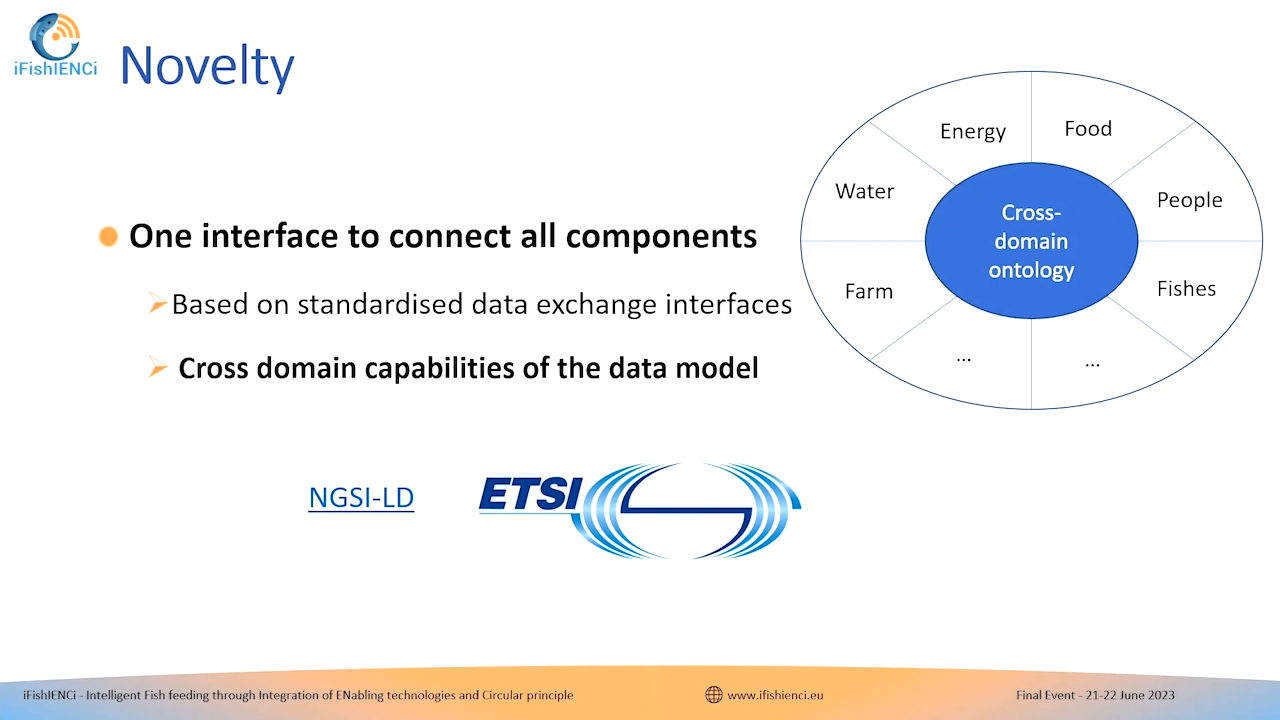 iFishIENCi
Novelty
One interface to connect all components
Based on standardised data exchange interfaces
Cross domain capabilities of the data model
NGSI-LD
ETSI
Energy
Food
Water
People
Cross-
domain
ontology
Farm
Fishes
...
...
iFishIENCi - Intelligent Fish feeding through Integration of ENabling technologies and Circular principle
www.ifishienci.eu
Final Event - 21-22 June 2023